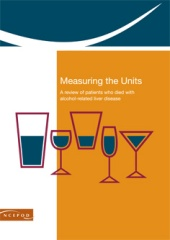 Measuring the Units
A review of patients who died with
alcohol-related liver disease
NCEPOD